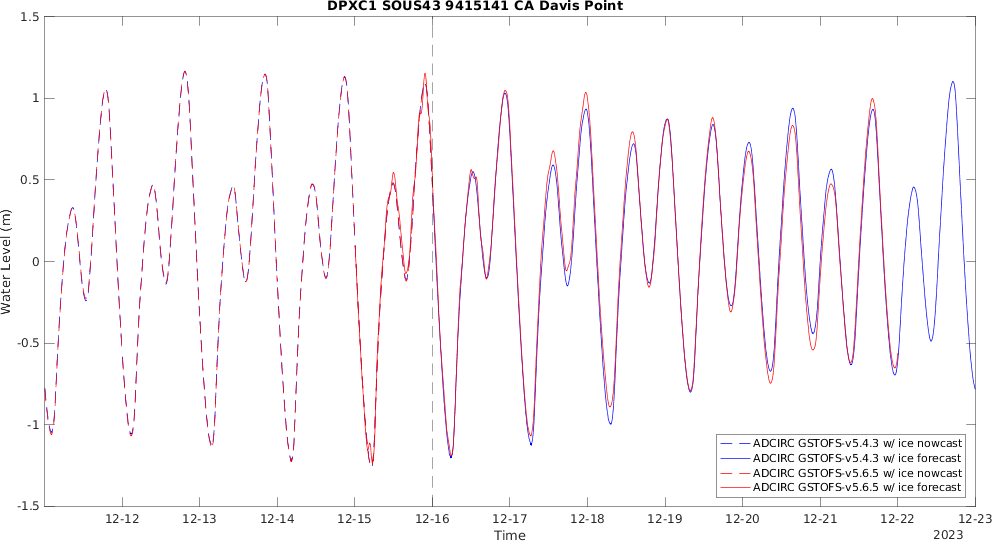 DPXC1 SOUS43 9415141 CA Davis Point
1.5
1
0.5
0
-0.5
-1
-1.5
Water Level (m)
ADCIRC GSTOFS-v5.4.3 w/ ice nowcast
ADCIRC GSTOFS-v5.4.3 w/ ice forecast
ADCIRC GSTOFS-v5.6.5 w/ ice nowcast
ADCIRC GSTOFS-v5.6.5 w/ ice forecast
12-12 12-13 12-14 12-15 12-16 12-17 12-18 12-19 12-20 12-21 12-22 12-23
Time
2023